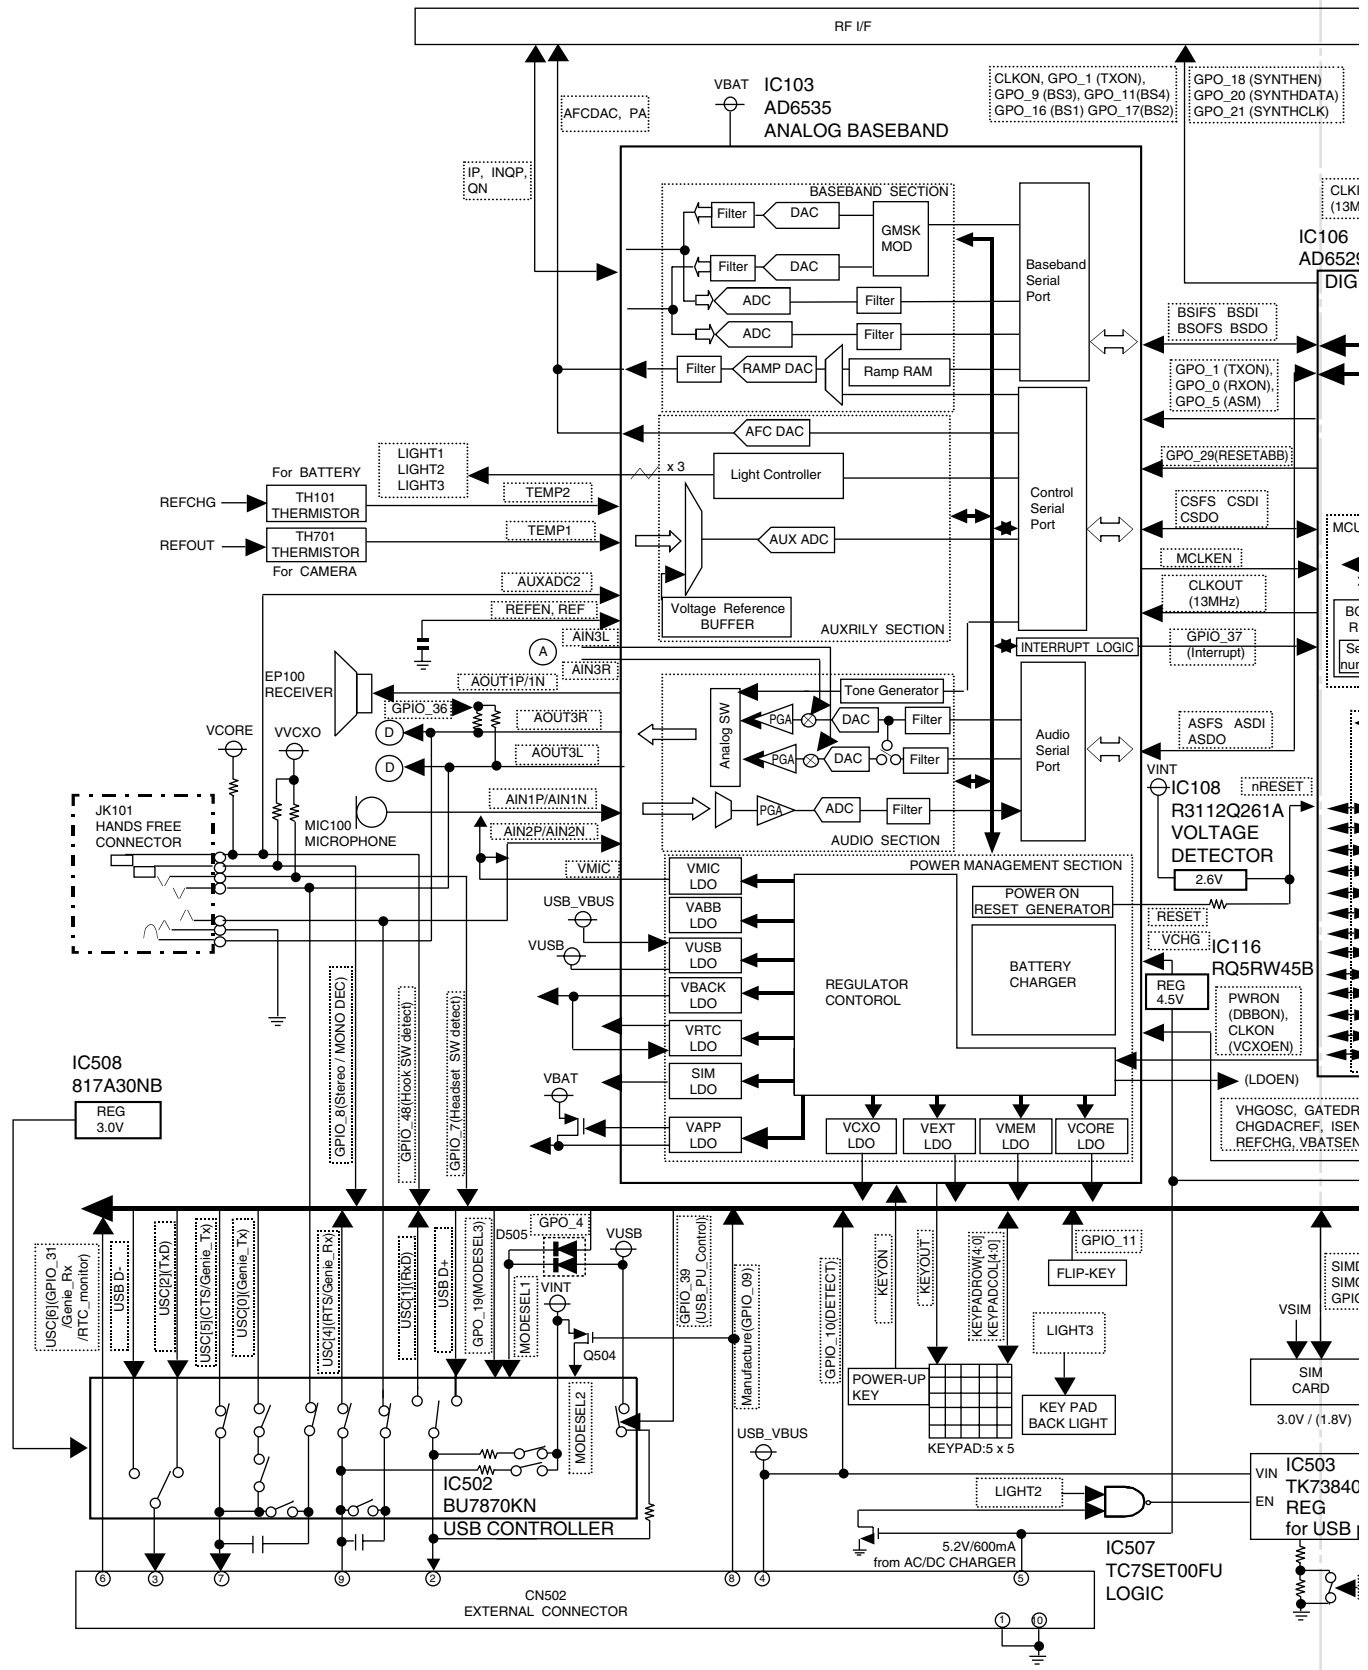 RF I/F
AFCDAC, PA
VBAT
IC103
AD6535
ANALOG BASEBAND
CLKON, GPO_1 (TXON),
GPO_9 (BS3), GPO_11(BS4)
GPO_16 (BS1) GPO_17(BS2)
GPO_18 (SYNTHEN)
GPO_20 (SYNTHDATA)
GPO_21 (SYNTHCLK)
IP, INQP,
QN
BASEBAND SECTION
Filter
DAC
GMSK
MOD
Filter
DAC
ADC
Filter
ADC
Filter
Filter
RAMP DAC
Ramp RAM
Baseband
Serial
Port
(13M
IC106
AD6529
DIG
BSIFS BSDI
BSOFS BSDO
GPO_1 (TXON),
GPO_0 (RXON),
GPO_5 (ASM)
AFC DAC
LIGHT1
LIGHT2
LIGHT3
x 3
Light Controller
GPO_29(RESETABB)
For BATTERY
REFCHG
TH101
THERMISTOR
TEMP2
Control
Serial
Port
CSFS CSDI
CSDO
REFOUT
TH701
THERMISTOR
TEMP1
AUX ADC
MCU
For CAMERA
MCLKEN
AUXADC2
CLKOUT
(13MHz)
REFEN, REF
Voltage Reference
BUFFER
AUXRILY SECTION
A
AIN3L
AIN3R
INTERRUPT LOGIC
GPIO_37
(Interrupt)
EP100
RECEIVER
AOUT1P/1N
Tone Generator
GPIO_36
VCORE
VVCXO
D
AOUT3R
Analog SW
PGA
DAC
Filter
D
AOUT3L
PGA
DAC
Filter
Audio
Serial
Port
ASFS ASDI
ASDO
VINT
IC108
R3112Q261A
VOLTAGE
DETECTOR
2.6V
nRESET
JK101
HANDS FREE
CONNECTOR
MIC100
MICROPHONE
AIN1P/AIN1N
AIN2P/AIN2N
PGA
ADC
Filter
AUDIO SECTION
VMIC
VMIC
LDO
POWER MANAGEMENT SECTION
USB_VBUS
VABB
LDO
POWER ON
RESET GENERATOR
RESET
VUSB
VUSB
LDO
VCHG
IC116
RQ5RW45B
REG
4.5V
VBACK
LDO
REGULATOR
CONTOROL
BATTERY
CHARGER
PWRON
(DBBON),
CLKON
(VCXOEN)
VRTC
LDO
SIM
LDO
(LDOEN)
IC508
817A30NB
REG
3.0V
GPIO_8(Stereo / MONO DEC)
GPIO_48(Hook SW detect)
GPIO_7(Headset SW detect)
VBAT
VAPP
LDO
VCXO
LDO
VEXT
LDO
VMEM
LDO
VCORE
LDO
VHGOSC, GATEDR
CHGDACREF, ISEN
REFCHG, VBATSEN
USC[6](GPIO_31
/Genie_Rx
/RTC_monitor)
USB D-
USC[2](TxD)
USC[5](CTS/Genie_Tx)
USC[0](Genie_Tx)
USC[4](RTS/Genie_Rx)
USC[1](RxD)
USB D+
GPO_19(MODESEL3)
D505
GPO_4
MODESEL1
VUSB
VINT
Q504
MODESEL2
GPIO_39
(USB_PU_Control)
Manufacture(GPIO_09)
GPIO_10(DETECT)
KEYON
KEYOUT
KEYPADROW[4:0]
KEYPADCOL[4:0]
GPIO_11
FLIP-KEY
LIGHT3
KEY PAD
BACK LIGHT
POWER-UP
KEY
KEYPAD:5 x 5
VSIM
SIM
CARD
3.0V / (1.8V)
USB_VBUS
IC502
BU7870KN
USB CONTROLLER
LIGHT2
VIN
EN
IC503
TK73840
REG
for USB
5.2V/600mA
from AC/DC CHARGER
IC507
TC7SET00FU
LOGIC
6
3
7
9
2
8
4
5
CN502
EXTERNAL CONNECTOR
1
10